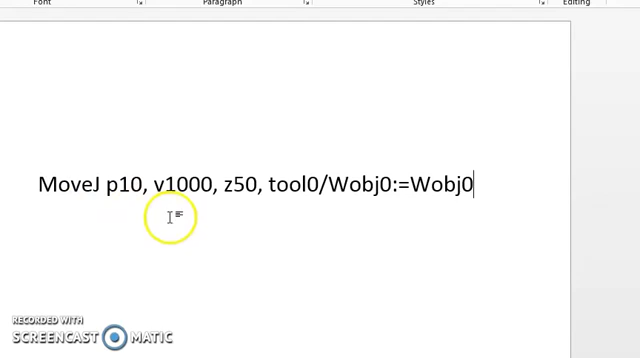 Font Paragraph Styles Editing
MoveJ p10, v1000, z50, tool0/Wobj0:=Wobj0
RECORDED WITH
SCREENCAST MATIC